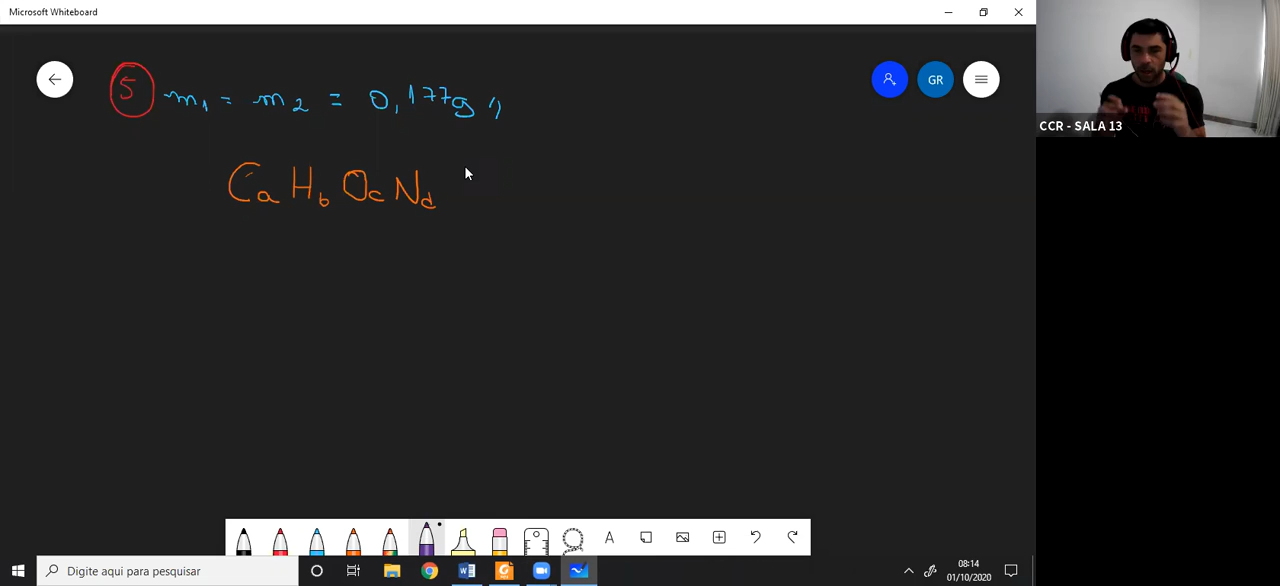 Microsoft Whiteboard
5 m₁ = m₂ = 0,177g //
CₐH_bO_cN_d
GR
CCR - SALA 13
A
Digite aqui para pesquisar
08:14
01/10/2020